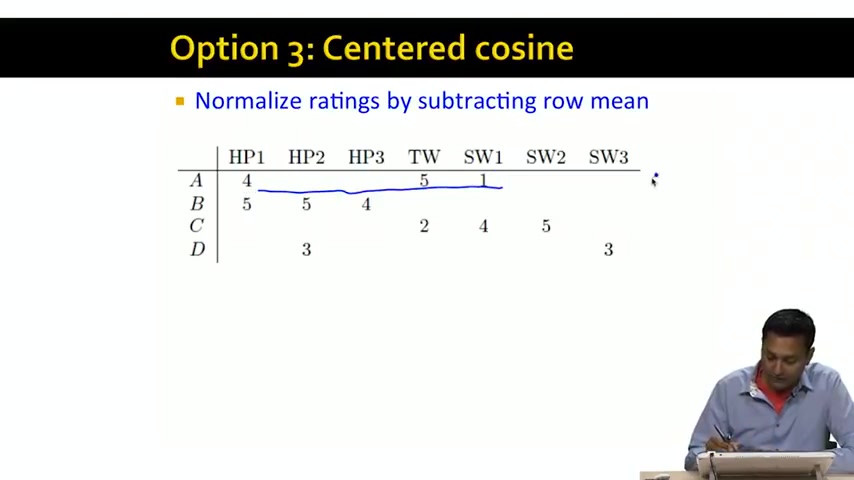 Option 3: Centered cosine
Normalize ratings by subtracting row mean
HP1 HP2 HP3 TW SW1 SW2 SW3
A 4 5 1
B 5 5 4
C 2 4 5
D 3 3